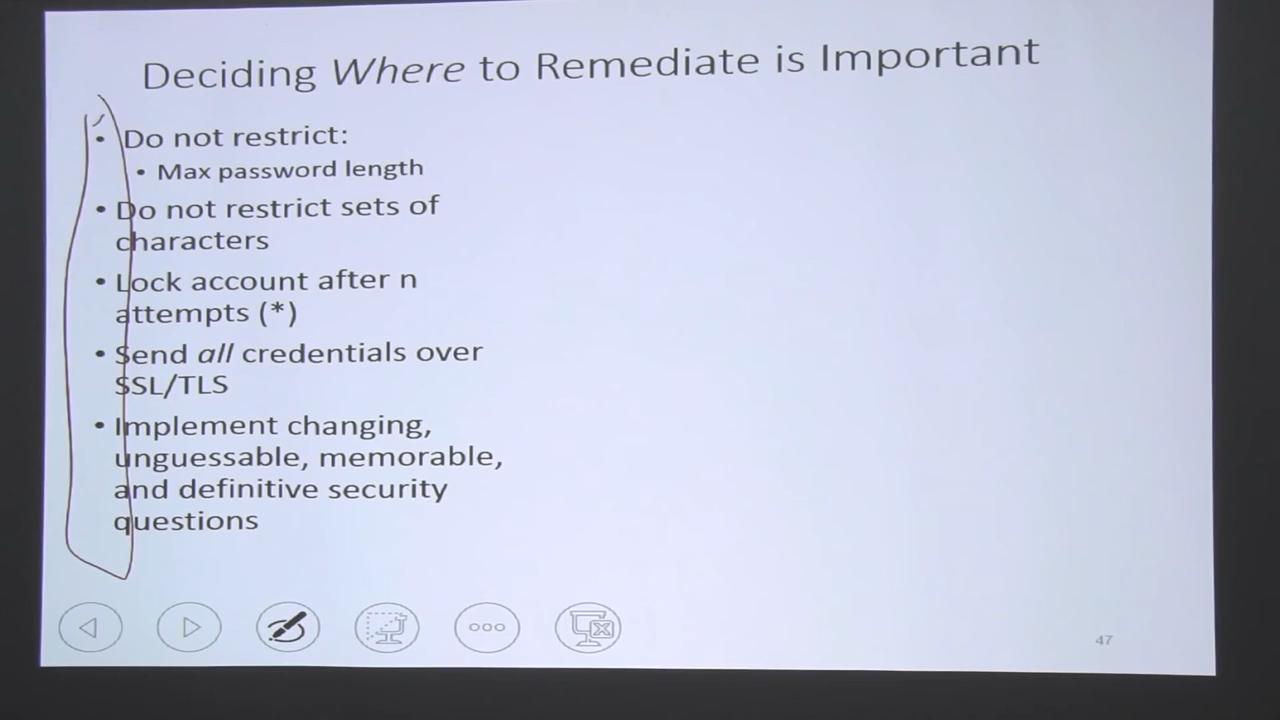 Deciding Where to Remediate is Important
• Do not restrict:
• Max password length
• Do not restrict sets of
characters
• Lock account after n
attempts (*)
• Send all credentials over
SSL/TLS
• Implement changing,
unguessable, memorable,
and definitive security
questions
47